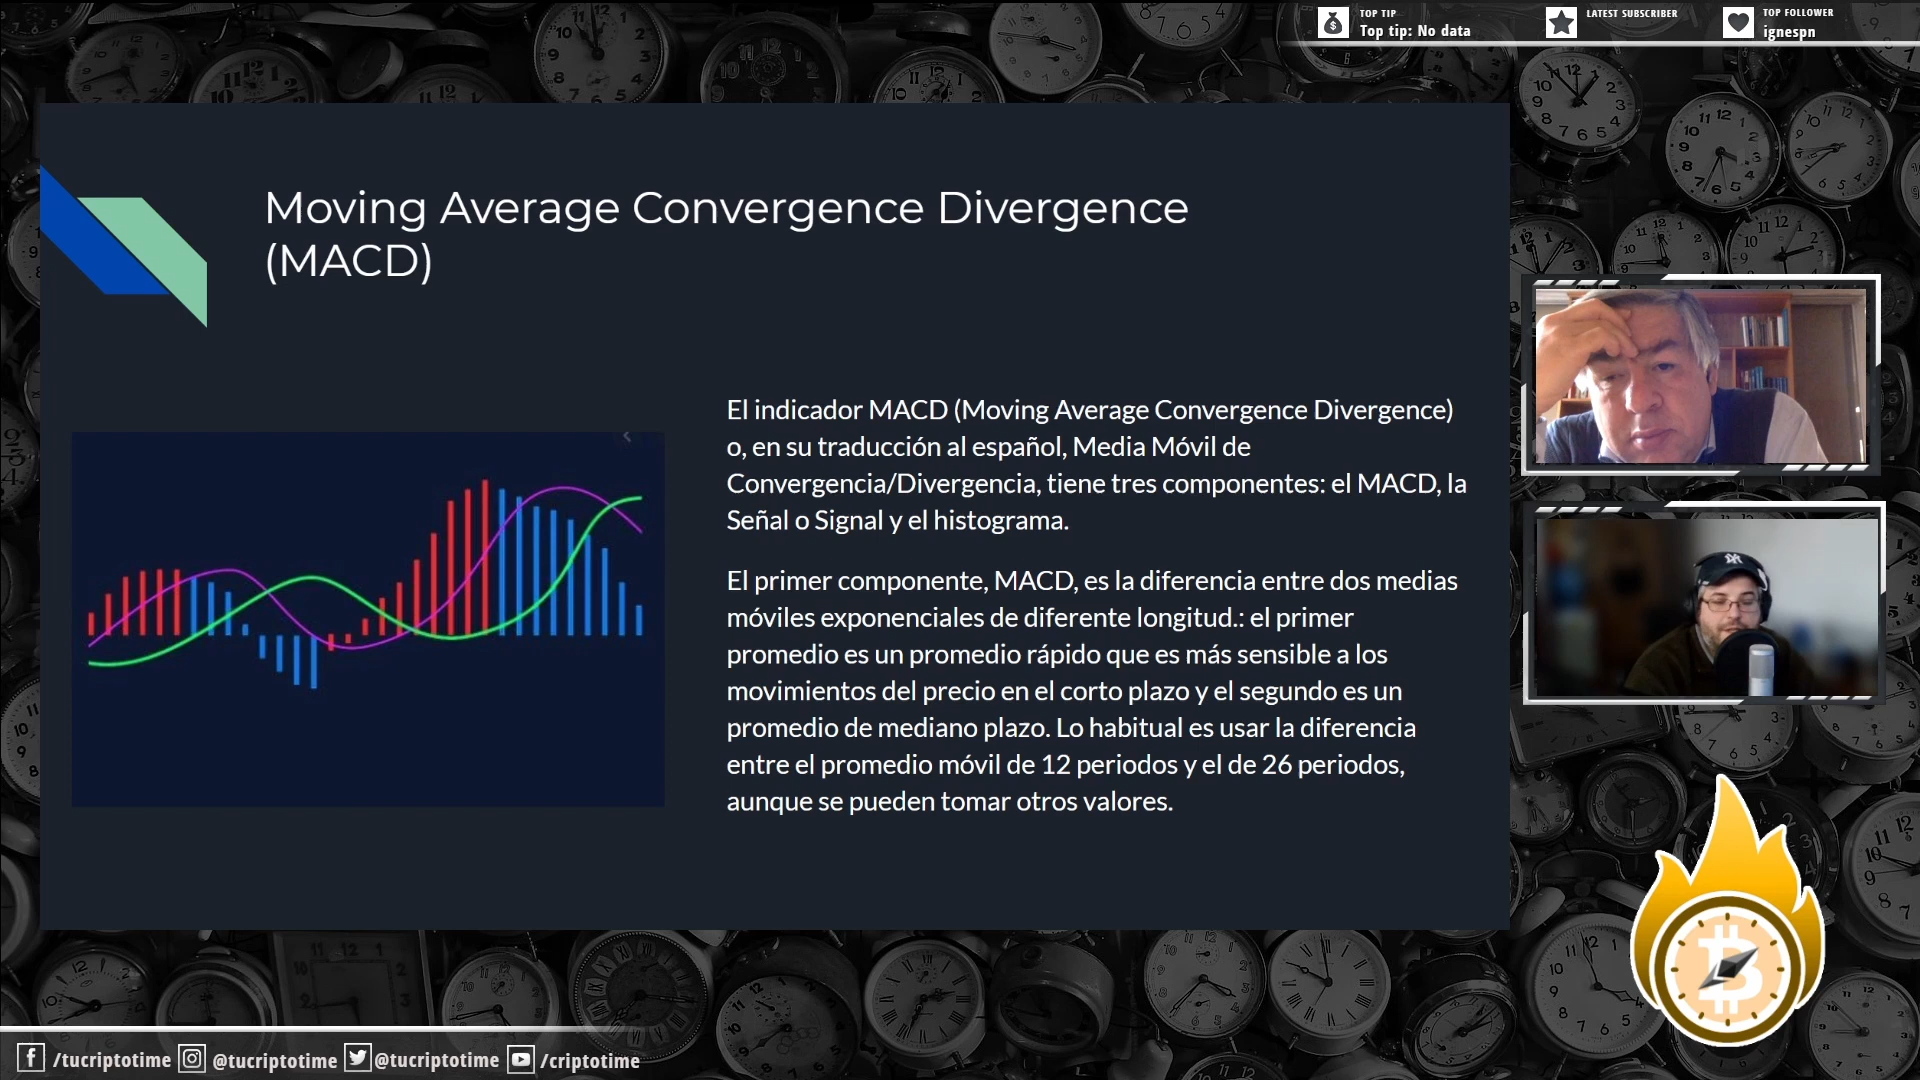 TOP TIP
Top tip: No data
LATEST SUBSCRIBER
TOP FOLLOWER
ignespn
Moving Average Convergence Divergence
(MACD)
El indicador MACD (Moving Average Convergence Divergence)
o, en su traducción al español, Media Móvil de
Convergencia/Divergencia, tiene tres componentes: el MACD, la
Señal o Signal y el histograma.
El primer componente, MACD, es la diferencia entre dos medias
móviles exponenciales de diferente longitud.: el primer
promedio es un promedio rápido que es más sensible a los
movimientos del precio en el corto plazo y el segundo es un
promedio de mediano plazo. Lo habitual es usar la diferencia
entre el promedio móvil de 12 periodos y el de 26 periodos,
aunque se pueden tomar otros valores.
/tucriptotime @tucriptotime @tucriptotime /criptotime